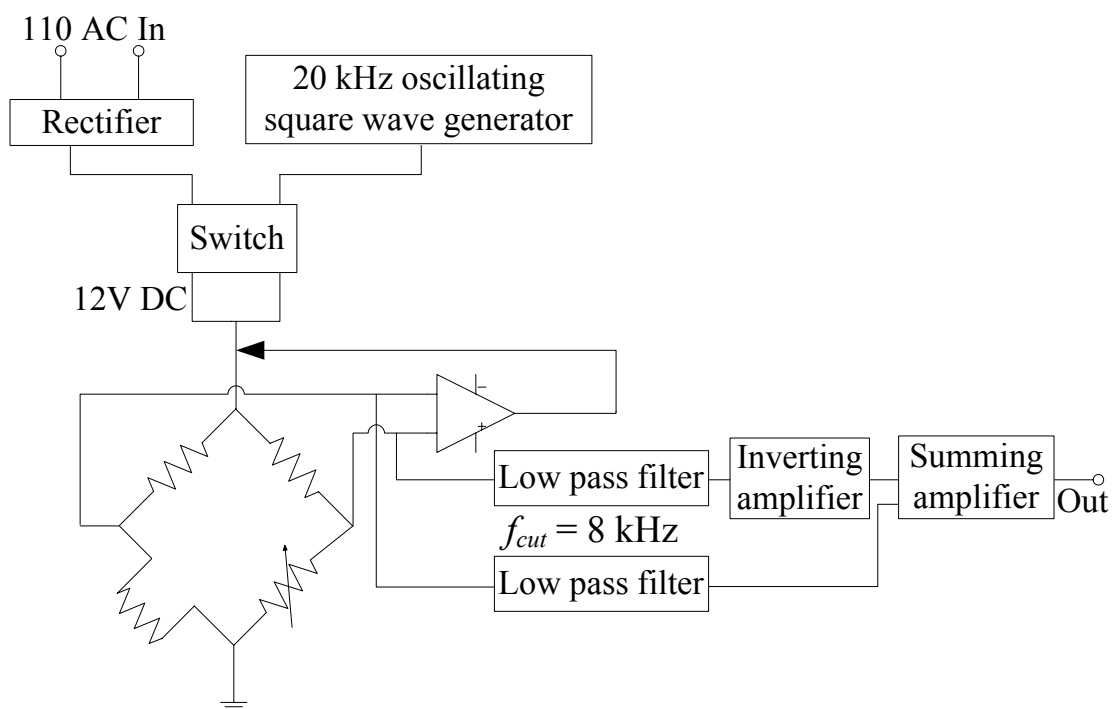 110 AC In
Rectifier
20 kHz oscillating
square wave generator
Switch
12V DC
−
+
Low pass filter
Inverting
amplifier
Summing
amplifier
Out
f_cut = 8 kHz
Low pass filter